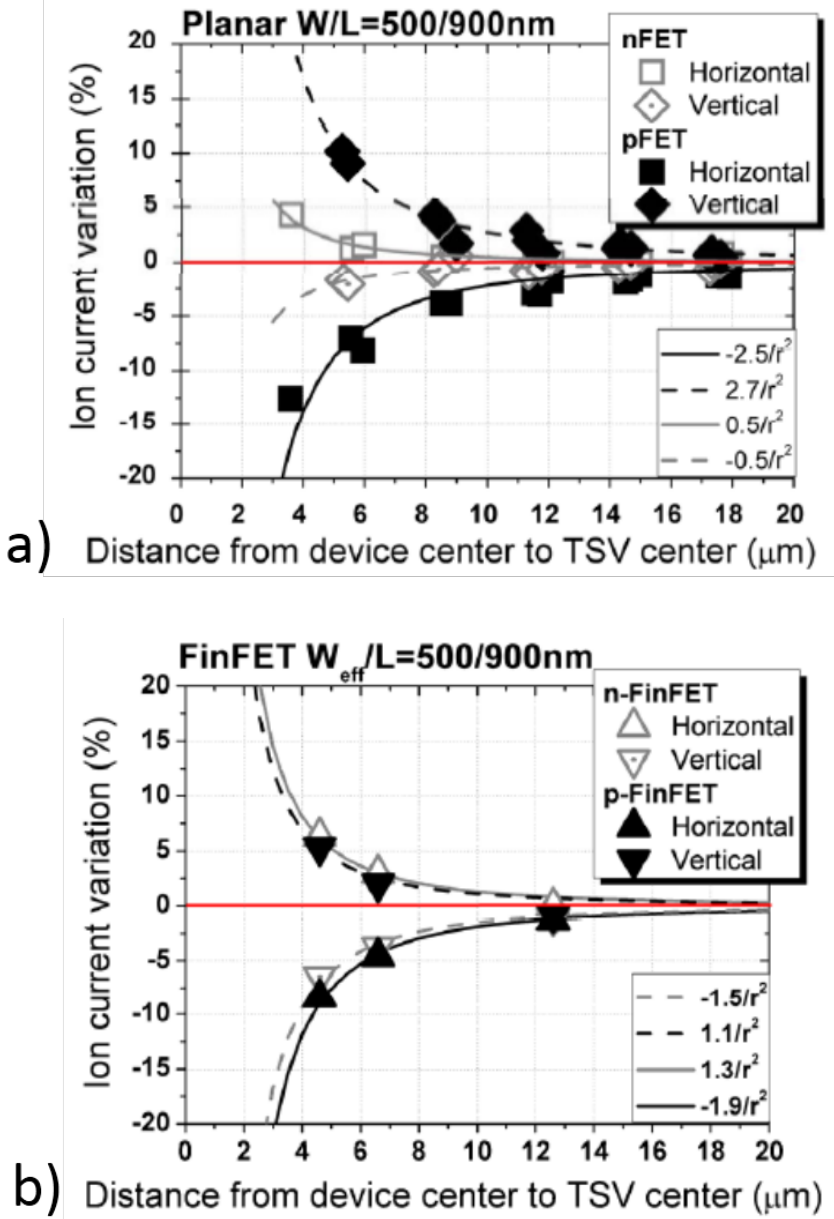 Planar W/L=500/900nm
nFET
Horizontal
Vertical
pFET
Horizontal
Vertical
Ion current variation (%)
20
15
10
5
0
-5
-10
-15
-20
-2.5/r²
2.7/r²
0.5/r²
-0.5/r²
0 2 4 6 8 10 12 14 16 18 20
a) Distance from device center to TSV center (μm)
FinFET Weff/L=500/900nm
n-FinFET
Horizontal
Vertical
p-FinFET
Horizontal
Vertical
Ion current variation (%)
20
15
10
5
0
-5
-10
-15
-20
-1.5/r²
1.1/r²
1.3/r²
-1.9/r²
0 2 4 6 8 10 12 14 16 18 20
b) Distance from device center to TSV center (μm)